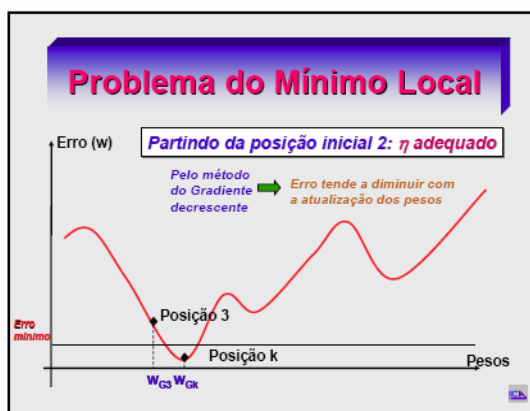 Problema do Mínimo Local
Erro (w)
Partindo da posição inicial 2: η adequado
Pelo método
do Gradiente
decrescente
Erro tende a diminuir com
a atualização dos pesos
Posição 3
Erro
mínimo
Posição k
Pesos
WG3 WGk